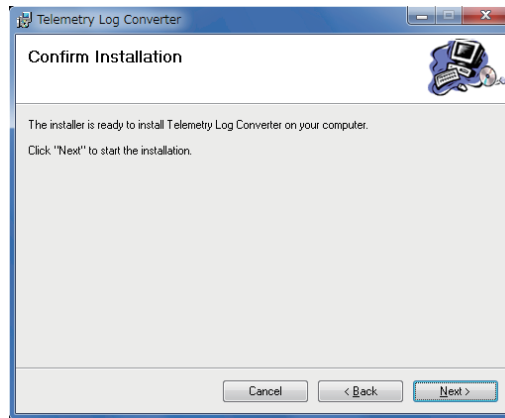 Telemetry Log Converter
Confirm Installation
The installer is ready to install Telemetry Log Converter on your computer.
Click "Next" to start the installation.
Cancel
< Back
Next >